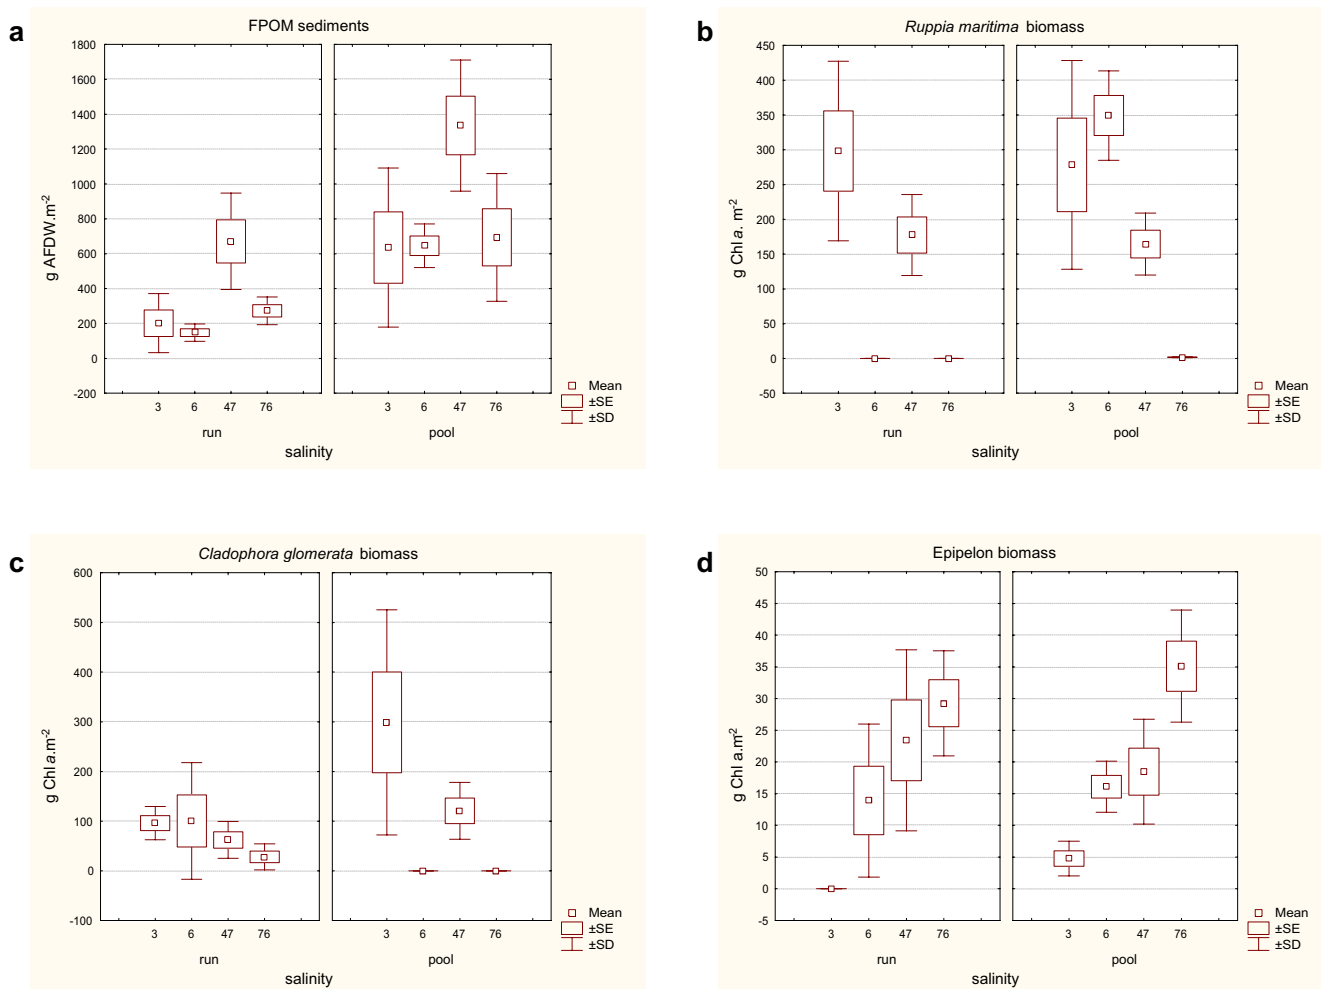 a
FPOM sediments
1800
1600
1400
1200
1000
800
600
400
200
0
-200
g AFDW.m-2
3 6 47 76 3 6 47 76
run pool
salinity
Mean
±SE
±SD
b
Ruppia maritima biomass
450
400
350
300
250
200
150
100
50
0
-50
g Chl a. m-2
3 6 47 76 3 6 47 76
run pool
salinity
Mean
±SE
±SD
c
Cladophora glomerata biomass
600
500
400
300
200
100
0
-100
g Chl a.m-2
3 6 47 76 3 6 47 76
run pool
salinity
Mean
±SE
±SD
d
Epipelon biomass
50
45
40
35
30
25
20
15
10
5
0
-5
g Chl a.m-2
3 6 47 76 3 6 47 76
run pool
salinity
Mean
±SE
±SD